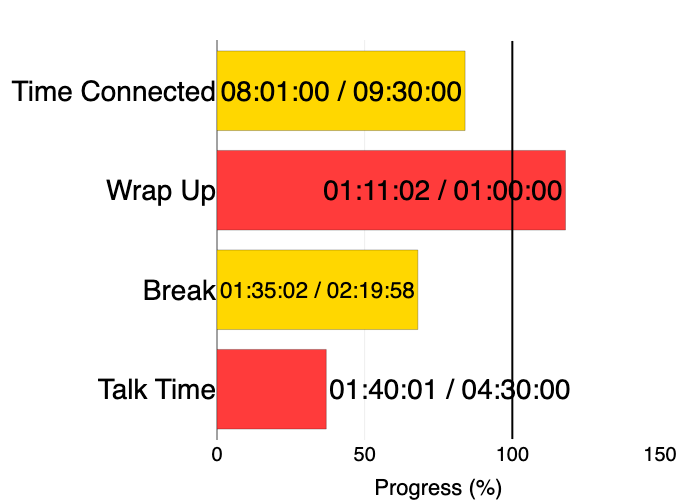 Time Connected 08:01:00 / 09:30:00
Wrap Up 01:11:02 / 01:00:00
Break 01:35:02 / 02:19:58
Talk Time 01:40:01 / 04:30:00
0 50 100 150
Progress (%)